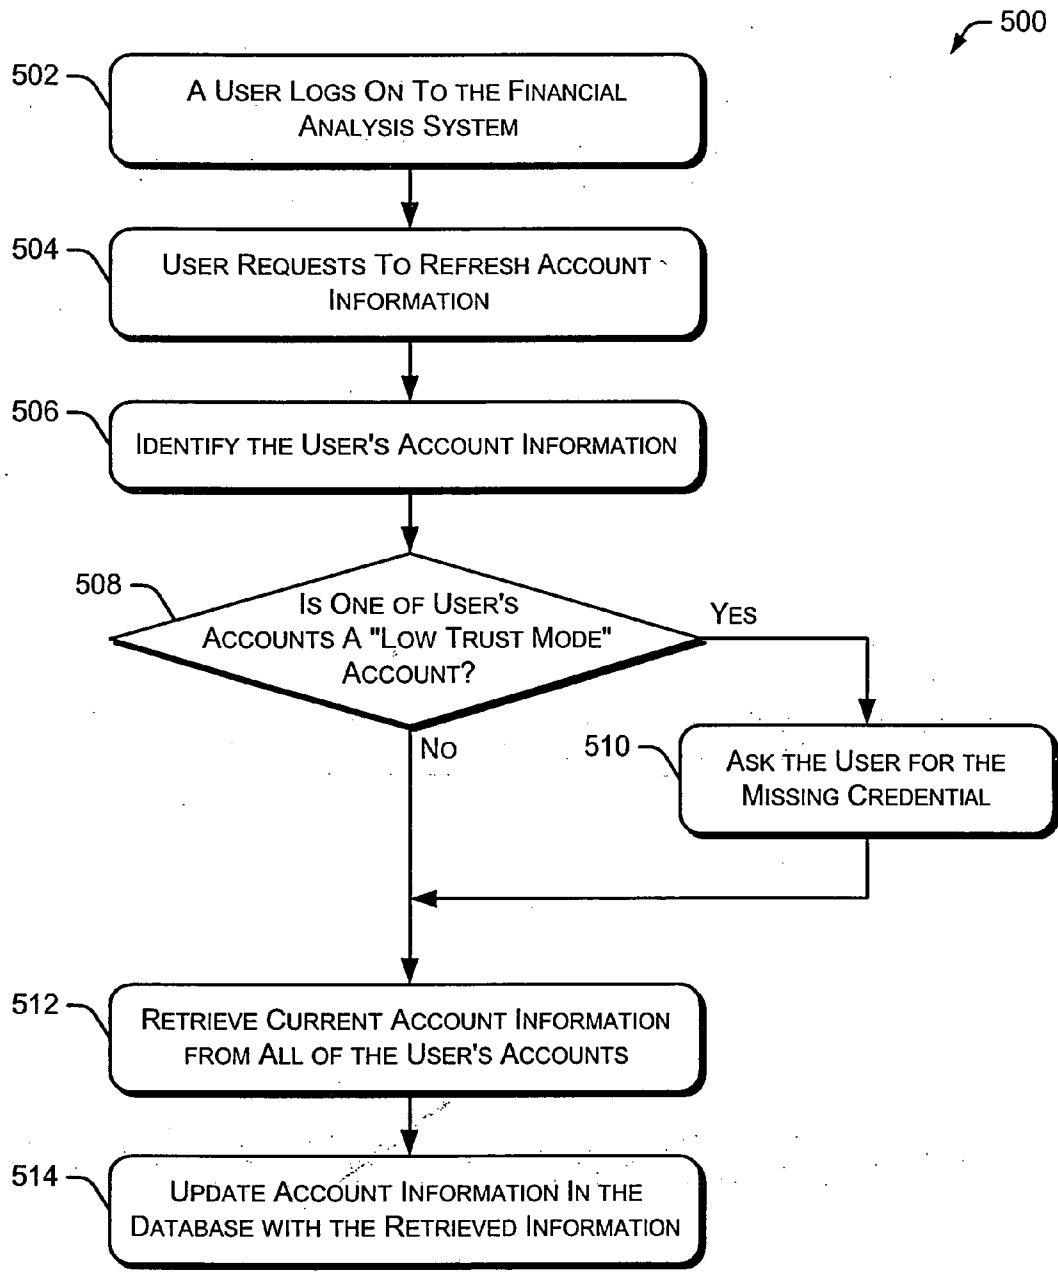 500
502
A USER LOGS ON TO THE FINANCIAL
ANALYSIS SYSTEM
504
USER REQUESTS TO REFRESH ACCOUNT
INFORMATION
506
IDENTIFY THE USER'S ACCOUNT INFORMATION
508
IS ONE OF USER'S
ACCOUNTS A "LOW TRUST MODE"
ACCOUNT?
YES
NO
510
ASK THE USER FOR THE
MISSING CREDENTIAL
512
RETRIEVE CURRENT ACCOUNT INFORMATION
FROM ALL OF THE USER'S ACCOUNTS
514
UPDATE ACCOUNT INFORMATION IN THE
DATABASE WITH THE RETRIEVED INFORMATION